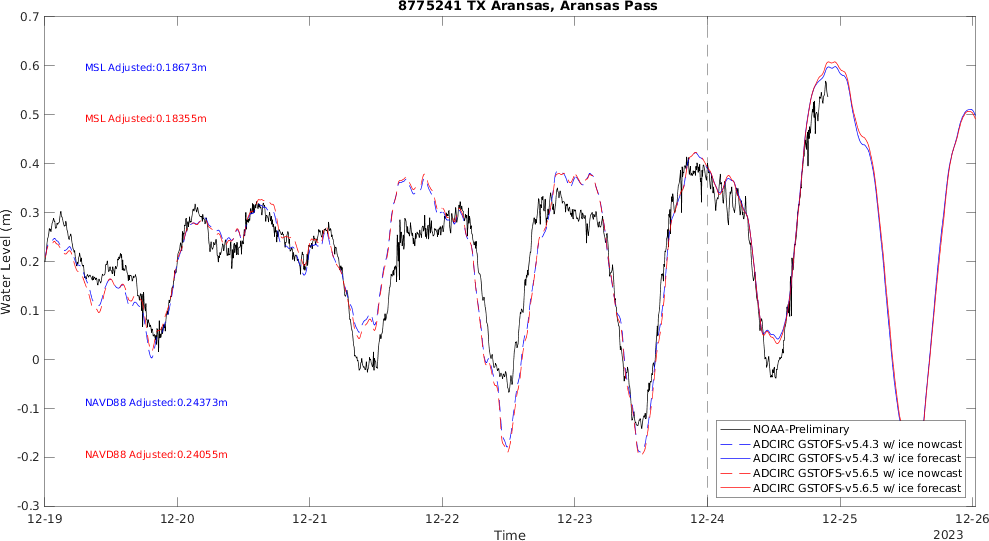 8775241 TX Aransas, Aransas Pass
0.7
0.6
0.5
0.4
0.3
0.2
0.1
0
-0.1
-0.2
-0.3
Water Level (m)
MSL Adjusted:0.18673m
MSL Adjusted:0.18355m
NAVD88 Adjusted:0.24373m
NAVD88 Adjusted:0.24055m
NOAA-Preliminary
ADCIRC GSTOFS-v5.4.3 w/ ice nowcast
ADCIRC GSTOFS-v5.4.3 w/ ice forecast
ADCIRC GSTOFS-v5.6.5 w/ ice nowcast
ADCIRC GSTOFS-v5.6.5 w/ ice forecast
12-19 12-20 12-21 12-22 12-23 12-24 12-25 12-26
Time
2023